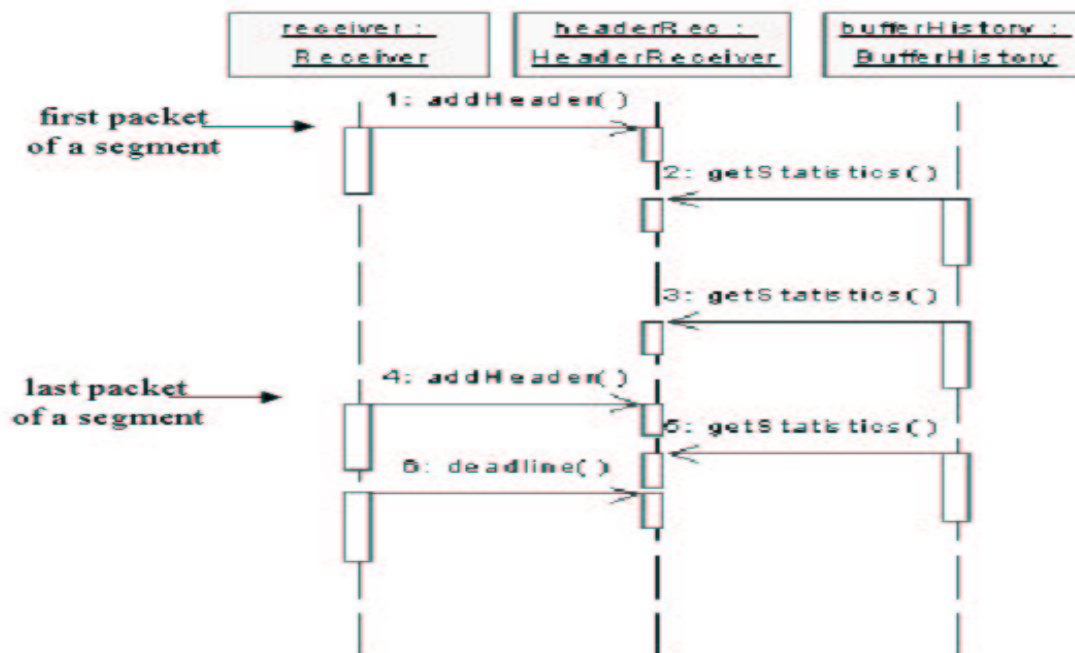 receiver :
Receiver
headerRec :
HeaderReceiver
bufferHistory :
BufferHistory
1: addHeader()
first packet
of a segment
2: getStatistics()
3: getStatistics()
last packet
of a segment
4: addHeader()
5: getStatistics()
6: deadline()